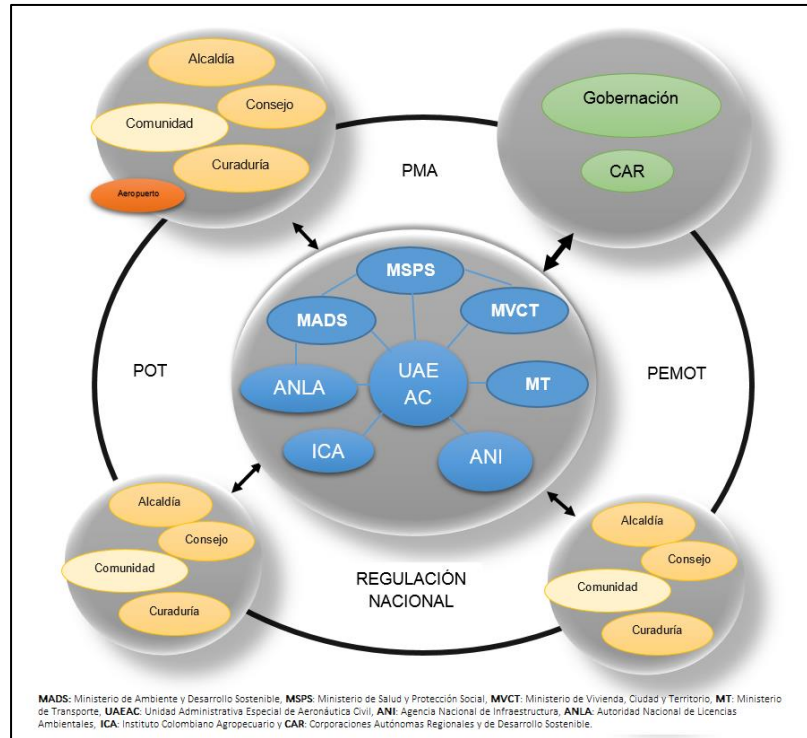 Alcaldía
Consejo
Comunidad
Curaduría
Aeropuerto
Gobernación
CAR
PMA
MSPS
MADS
MVCT
UAE
AC
ANLA
MT
ICA
ANI
POT
PEMOT
Alcaldía
Consejo
Comunidad
Curaduría
REGULACIÓN
NACIONAL
Alcaldía
Consejo
Comunidad
Curaduría
MADS: Ministerio de Ambiente y Desarrollo Sostenible, MSPS: Ministerio de Salud y Protección Social, MVCT: Ministerio de Vivienda, Ciudad y Territorio, MT: Ministerio
de Transporte, UAEAC: Unidad Administrativa Especial de Aeronáutica Civil, ANI: Agencia Nacional de Infraestructura, ANLA: Autoridad Nacional de Licencias
Ambientales, ICA: Instituto Colombiano Agropecuario y CAR: Corporaciones Autónomas Regionales y de Desarrollo Sostenible.